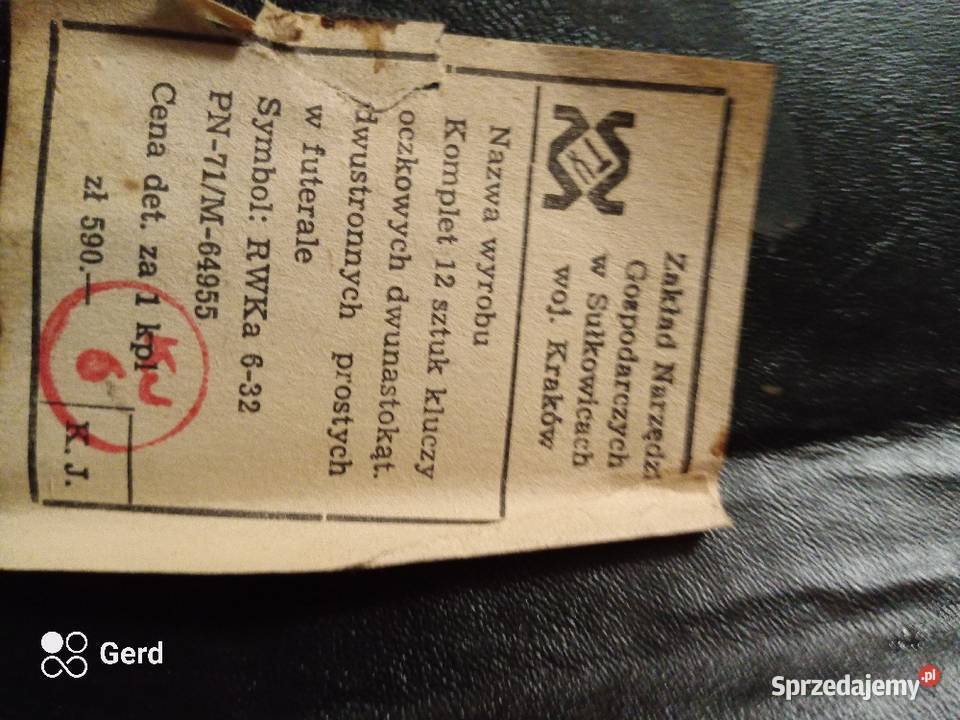 Zakład Narzędzi
Gospodarczych
w Sułkowicach
woj. Kraków
Nazwa wyrobu
Komplet 12 sztuk kluczy
oczkowych dwunastokąt.
dwustronnych prostych
w futerale
Symbol: RWKa 6-32
PN-71/M-64955
Cena det. za 1 kpl
zł 590.—
K. J.
KJ
6
Gerd
Sprzedajemy.pl